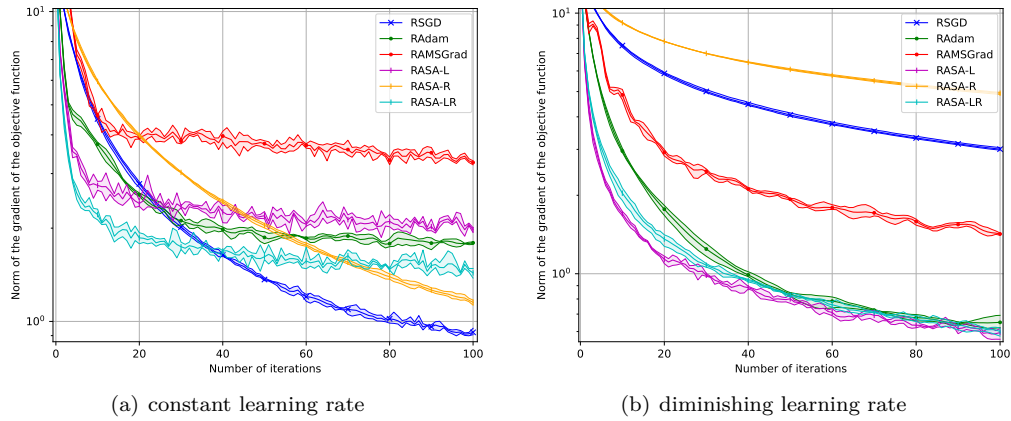 10¹
10⁰
0
20
40
60
80
100
Number of iterations
Norm of the gradient of the objective function
RSGD
RAdam
RAMSGrad
RASA-L
RASA-R
RASA-LR
(a) constant learning rate
10¹
10⁰
0
20
40
60
80
100
Number of iterations
Norm of the gradient of the objective function
RSGD
RAdam
RAMSGrad
RASA-L
RASA-R
RASA-LR
(b) diminishing learning rate